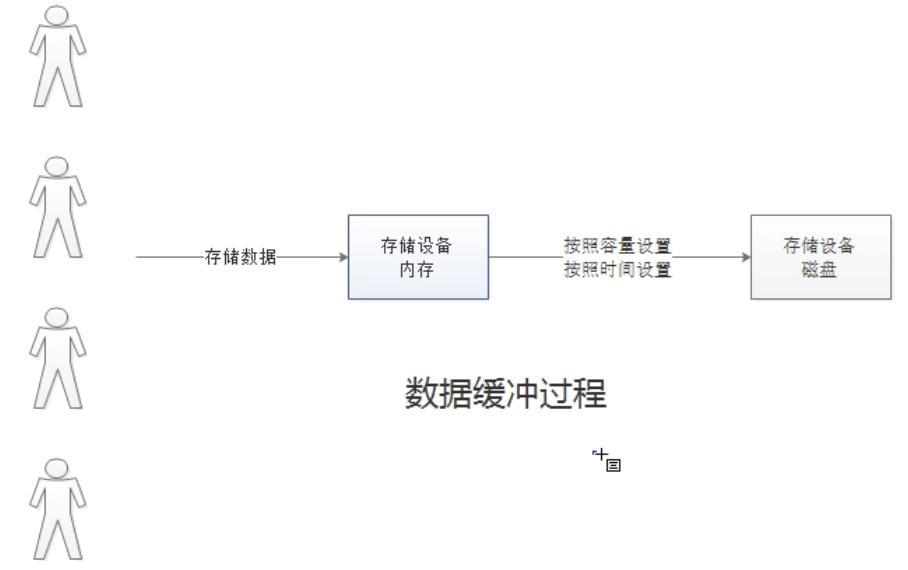 存储数据
存储设备
内存
按照容量设置
按照时间设置
存储设备
磁盘
数据缓冲过程